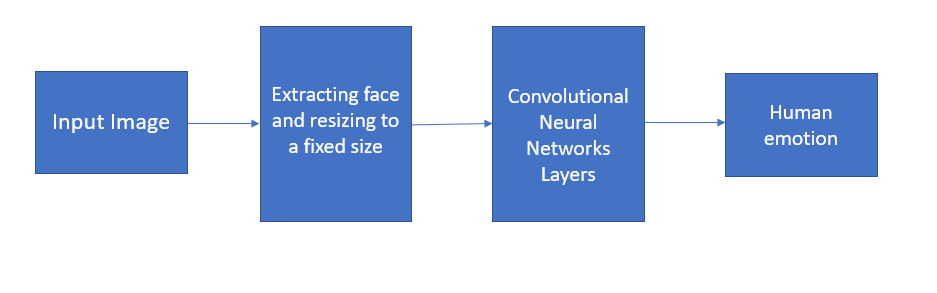 Input Image
Extracting face
and resizing to
a fixed size
Convolutional
Neural
Networks
Layers
Human
emotion